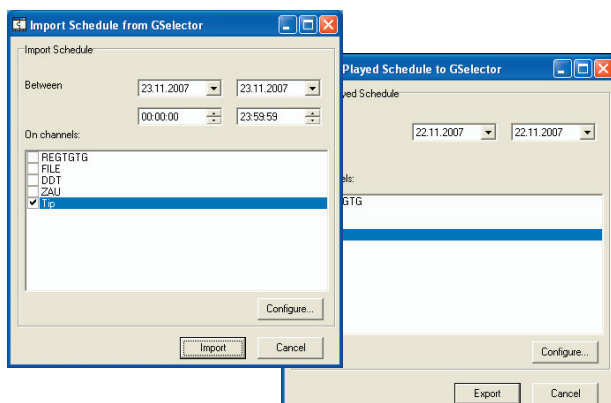 Import Schedule from GSelector
Import Schedule
Between
23.11.2007
23.11.2007
00:00:00
23:59:59
On channels:
REGTGTG
FILE
DDT
ZAU
Tip
Configure...
Import
Cancel
Played Schedule to GSelector
yed Schedule
22.11.2007
22.11.2007
els:
GTG
Configure...
Export
Cancel